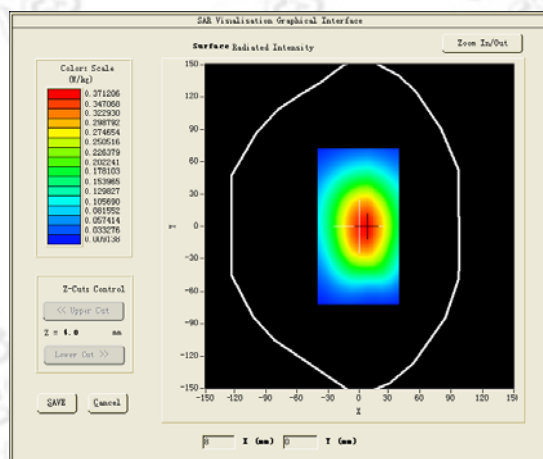 SAR Visualisation Graphical Interface
Surface Radiated Intensity
Zoom In/Out
Colors Scale
(W/kg)
0.371206
0.347068
0.322930
0.298792
0.274654
0.250516
0.226379
0.202241
0.178103
0.153965
0.129827
0.105690
0.081552
0.057414
0.033276
0.009138
150
120
90
60
30
0
-30
-60
-90
-120
-150
Y
-150 -120 -90 -60 -30 0 30 60 90 120 150
X
Z-Cuts Control
<< Upper Cut
Z = 4.0 mm
Lower Cut >>
SAVE
Cancel
8 X (mm) 0 Y (mm)